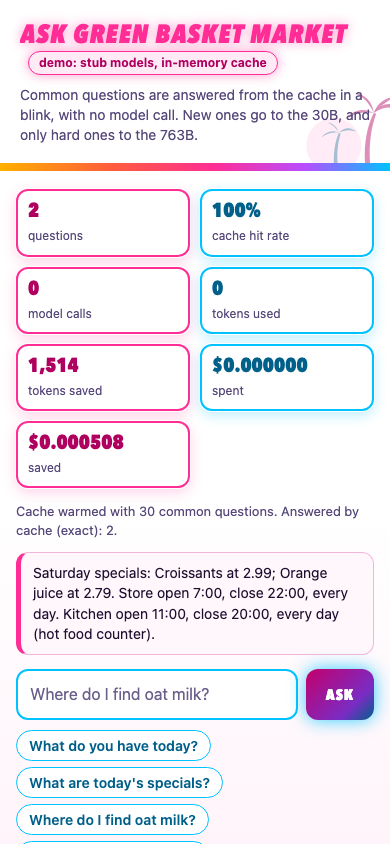 ASK GREEN BASKET MARKET
demo: stub models, in-memory cache
Common questions are answered from the cache in a
blink, with no model call. New ones go to the 30B, and
only hard ones to the 763B.
2
questions
100%
cache hit rate
0
model calls
0
tokens used
1,514
tokens saved
$0.000000
spent
$0.000508
saved
Cache warmed with 30 common questions. Answered by
cache (exact): 2.
Saturday specials: Croissants at 2.99; Orange
juice at 2.79. Store open 7:00, close 22:00, every
day. Kitchen open 11:00, close 20:00, every day
(hot food counter).
Where do I find oat milk?
ASK
What do you have today?
What are today's specials?
Where do I find oat milk?